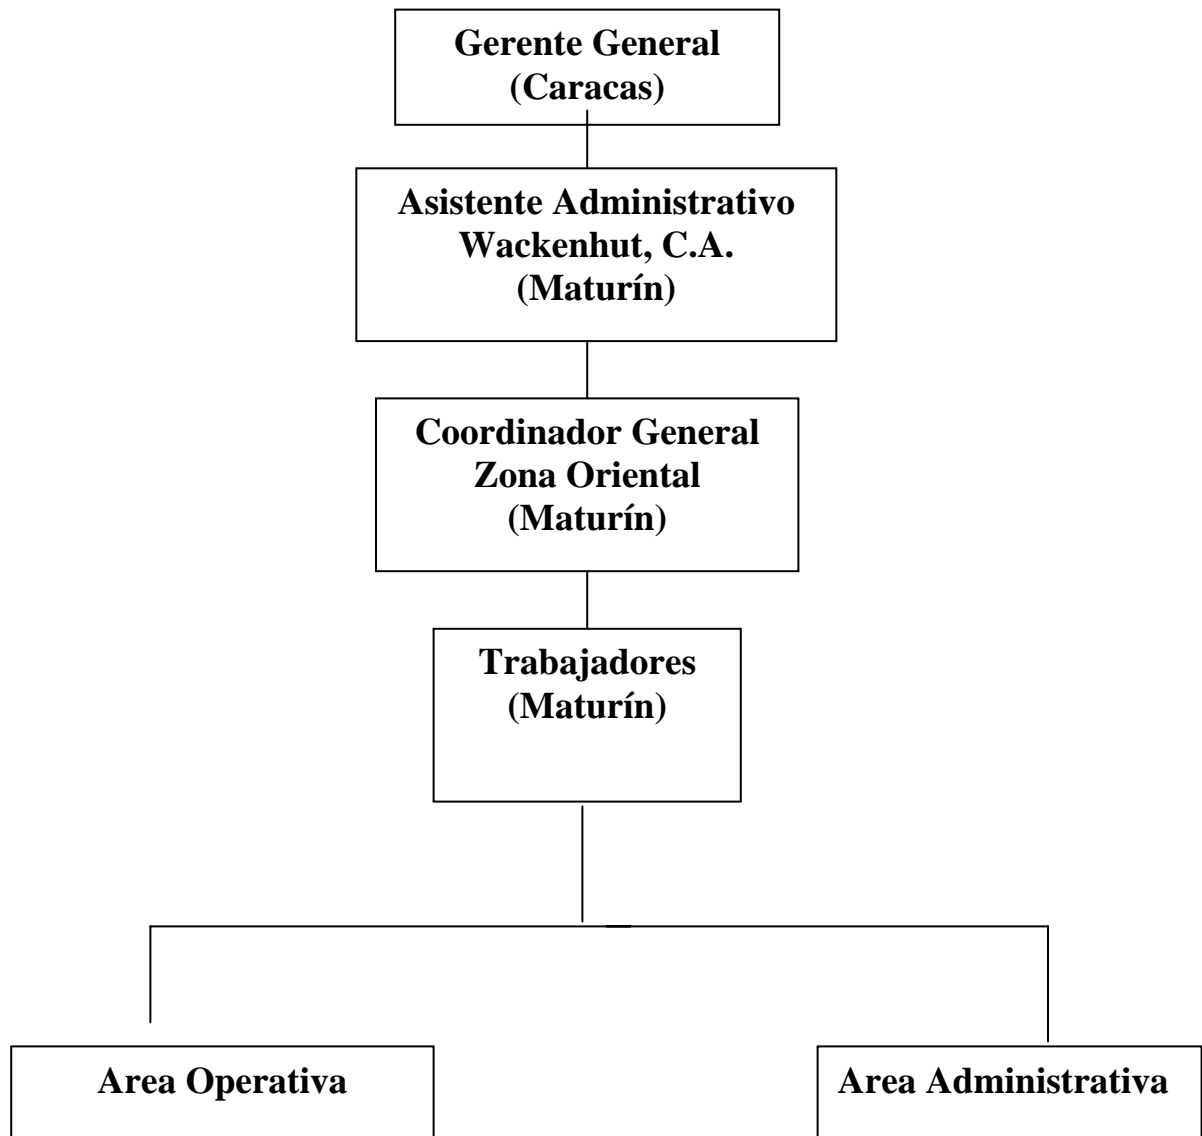 Gerente General
(Caracas)
Asistente Administrativo
Wackenhut, C.A.
(Maturín)
Coordinador General
Zona Oriental
(Maturín)
Trabajadores
(Maturín)
Area Operativa
Area Administrativa